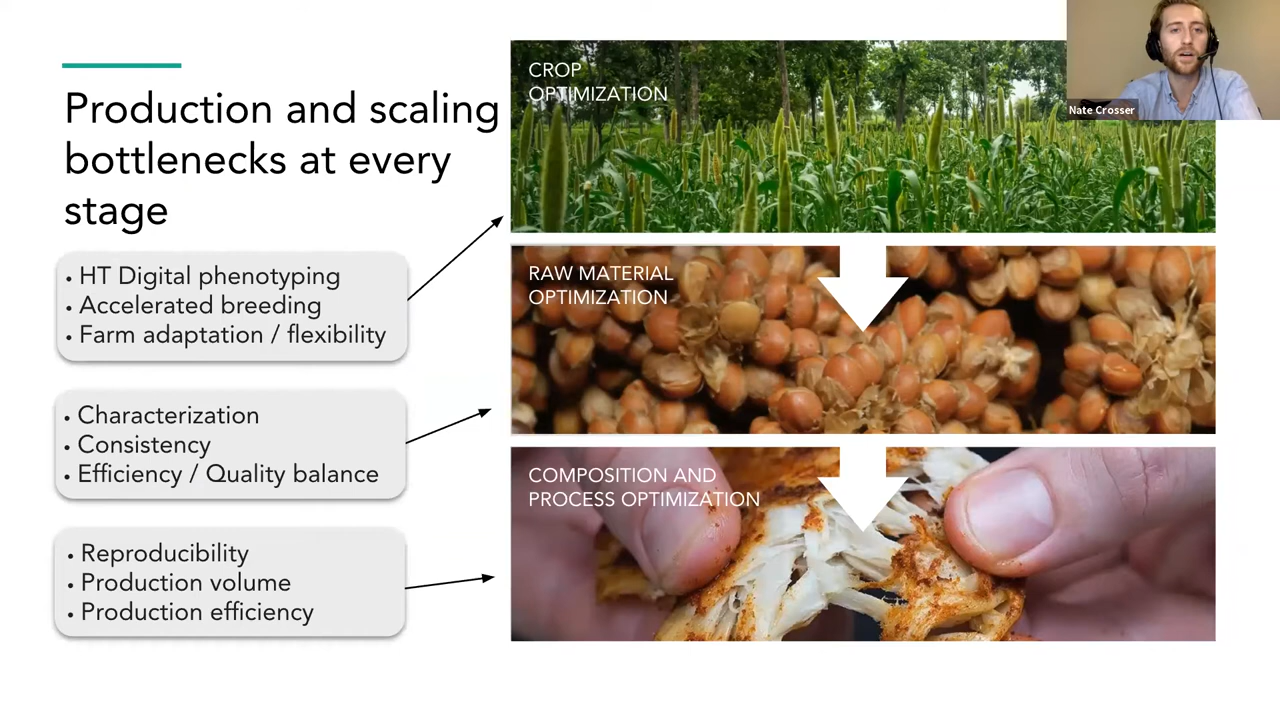 Production and scaling
bottlenecks at every
stage
• HT Digital phenotyping
• Accelerated breeding
• Farm adaptation / flexibility
• Characterization
• Consistency
• Efficiency / Quality balance
• Reproducibility
• Production volume
• Production efficiency
CROP
OPTIMIZATION
RAW MATERIAL
OPTIMIZATION
COMPOSITION AND
PROCESS OPTIMIZATION
Nate Crosser